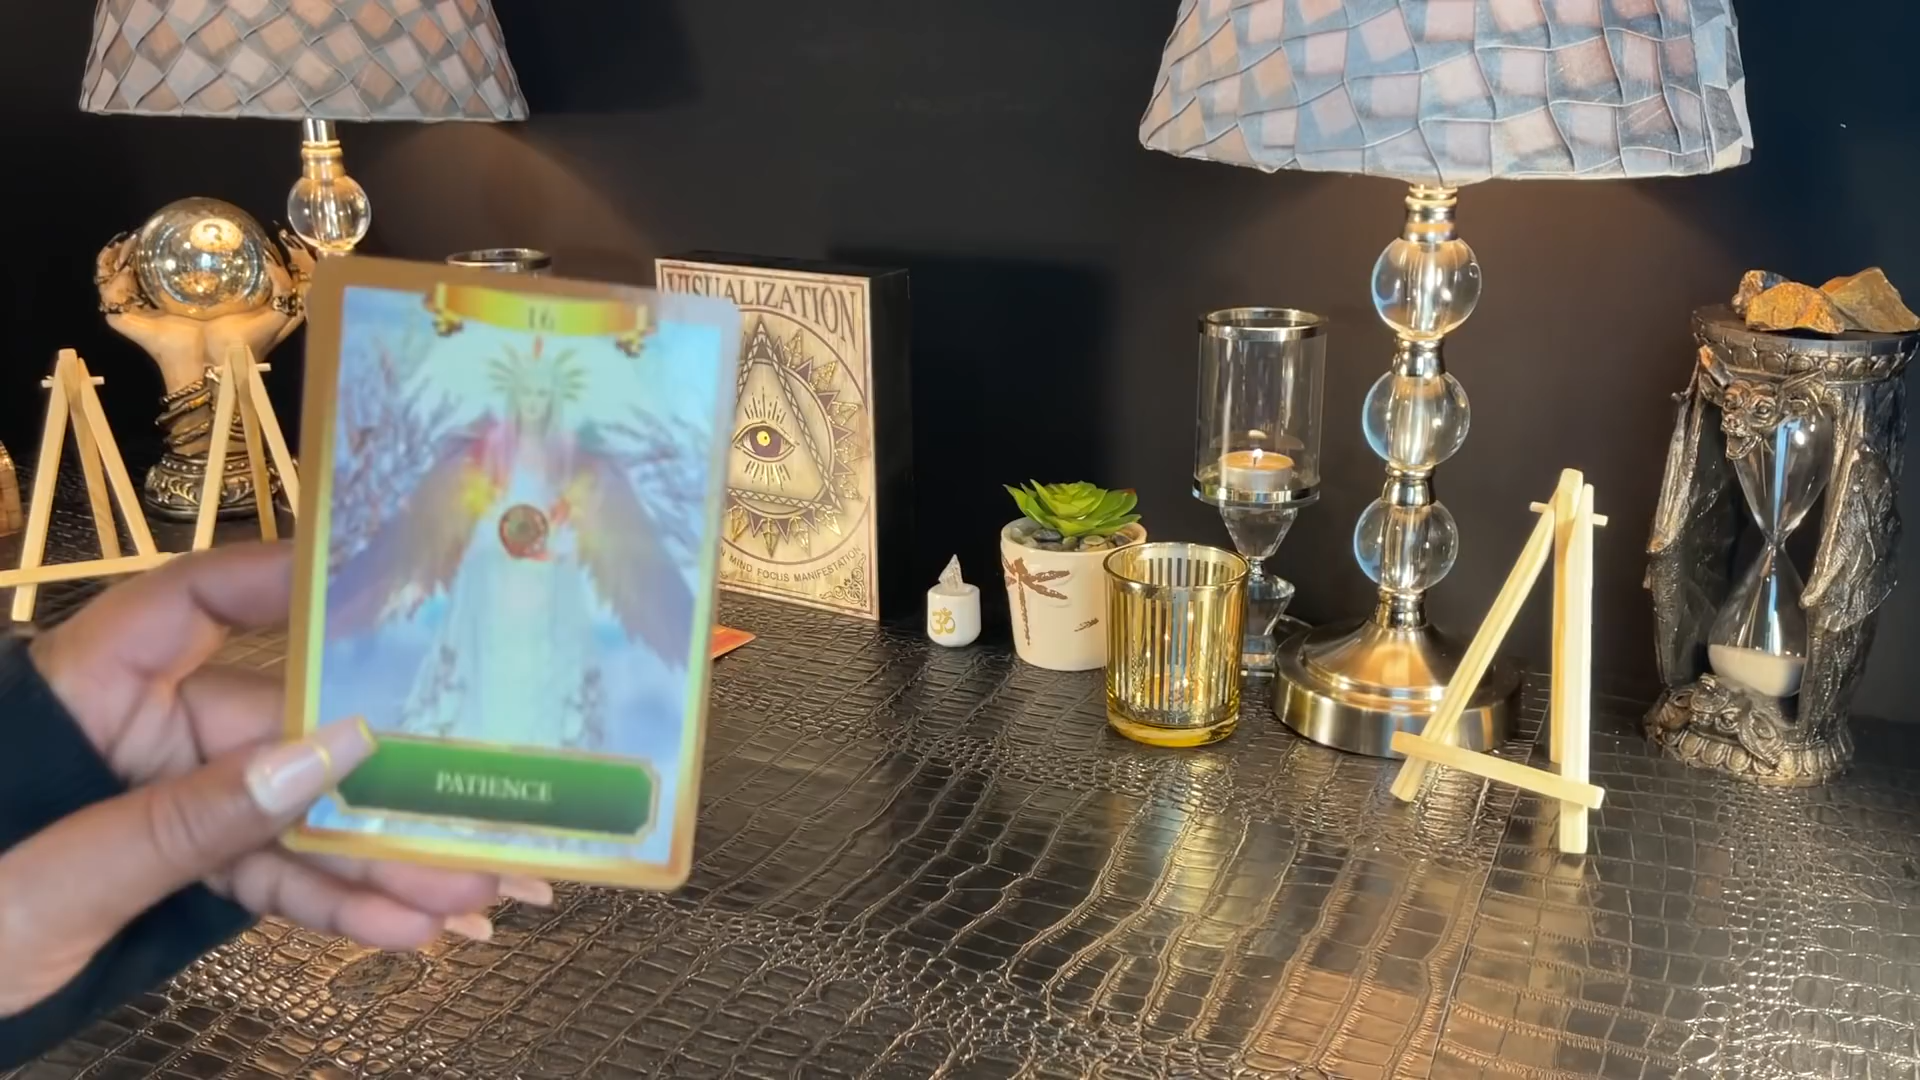 16
PATIENCE
VISUALIZATION
MIND FOCUS MANIFESTATION
ॐ